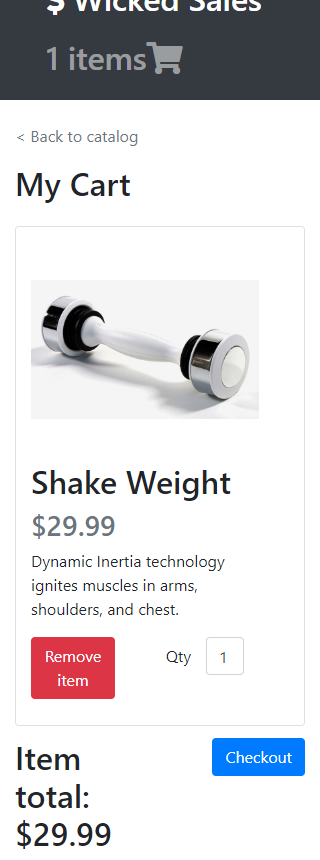 $ Wicked Sales
1 items
< Back to catalog
My Cart
Shake Weight
$29.99
Dynamic Inertia technology
ignites muscles in arms,
shoulders, and chest.
Remove
item
Qty 1
Item
total:
$29.99
Checkout